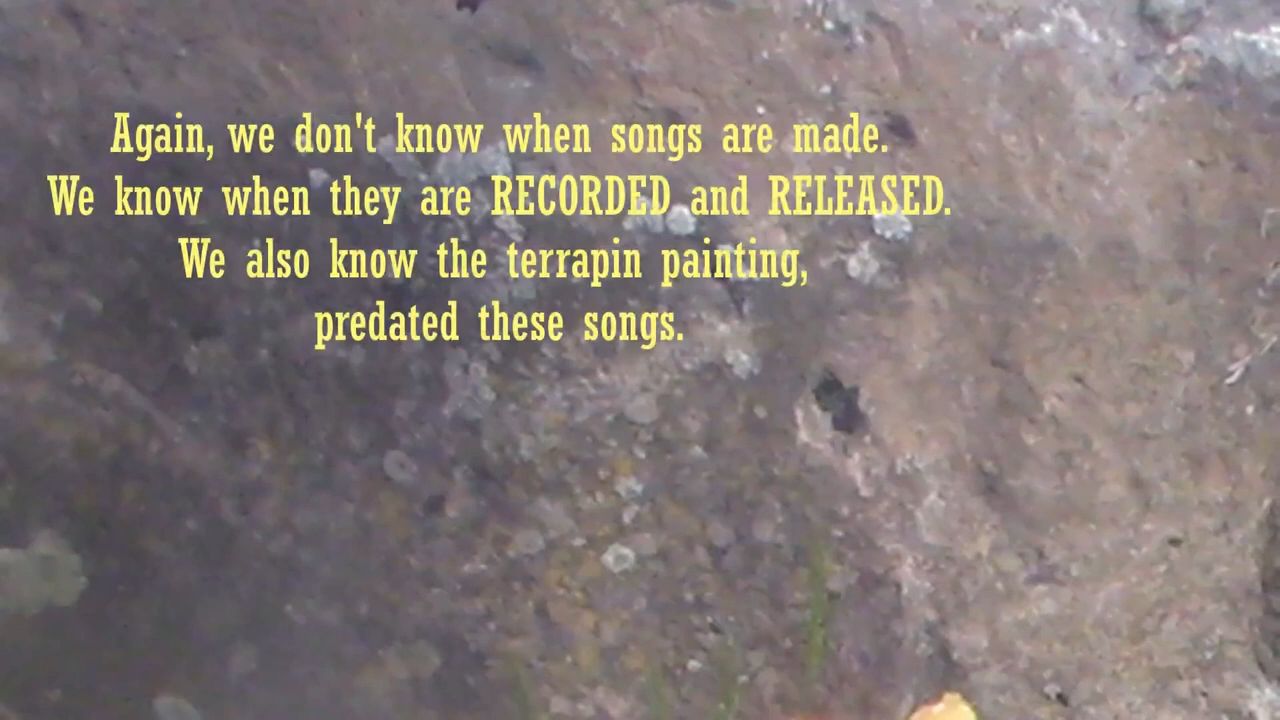 Again, we don't know when songs are made.
We know when they are RECORDED and RELEASED.
We also know the terrapin painting,
predated these songs.